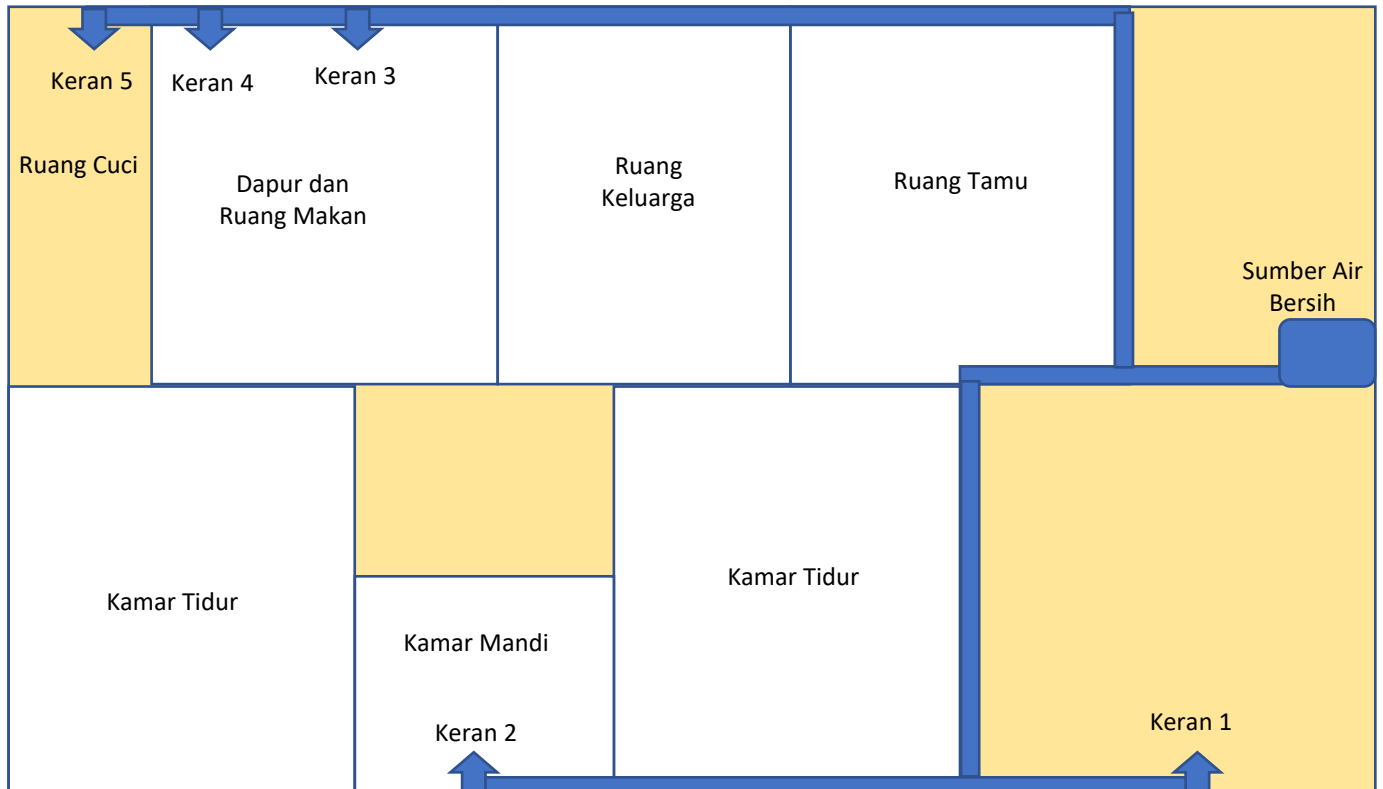 Keran 5
Keran 4
Keran 3
Ruang Cuci
Dapur dan
Ruang Makan
Ruang
Keluarga
Ruang Tamu
Sumber Air
Bersih
Kamar Tidur
Kamar Mandi
Keran 2
Kamar Tidur
Keran 1